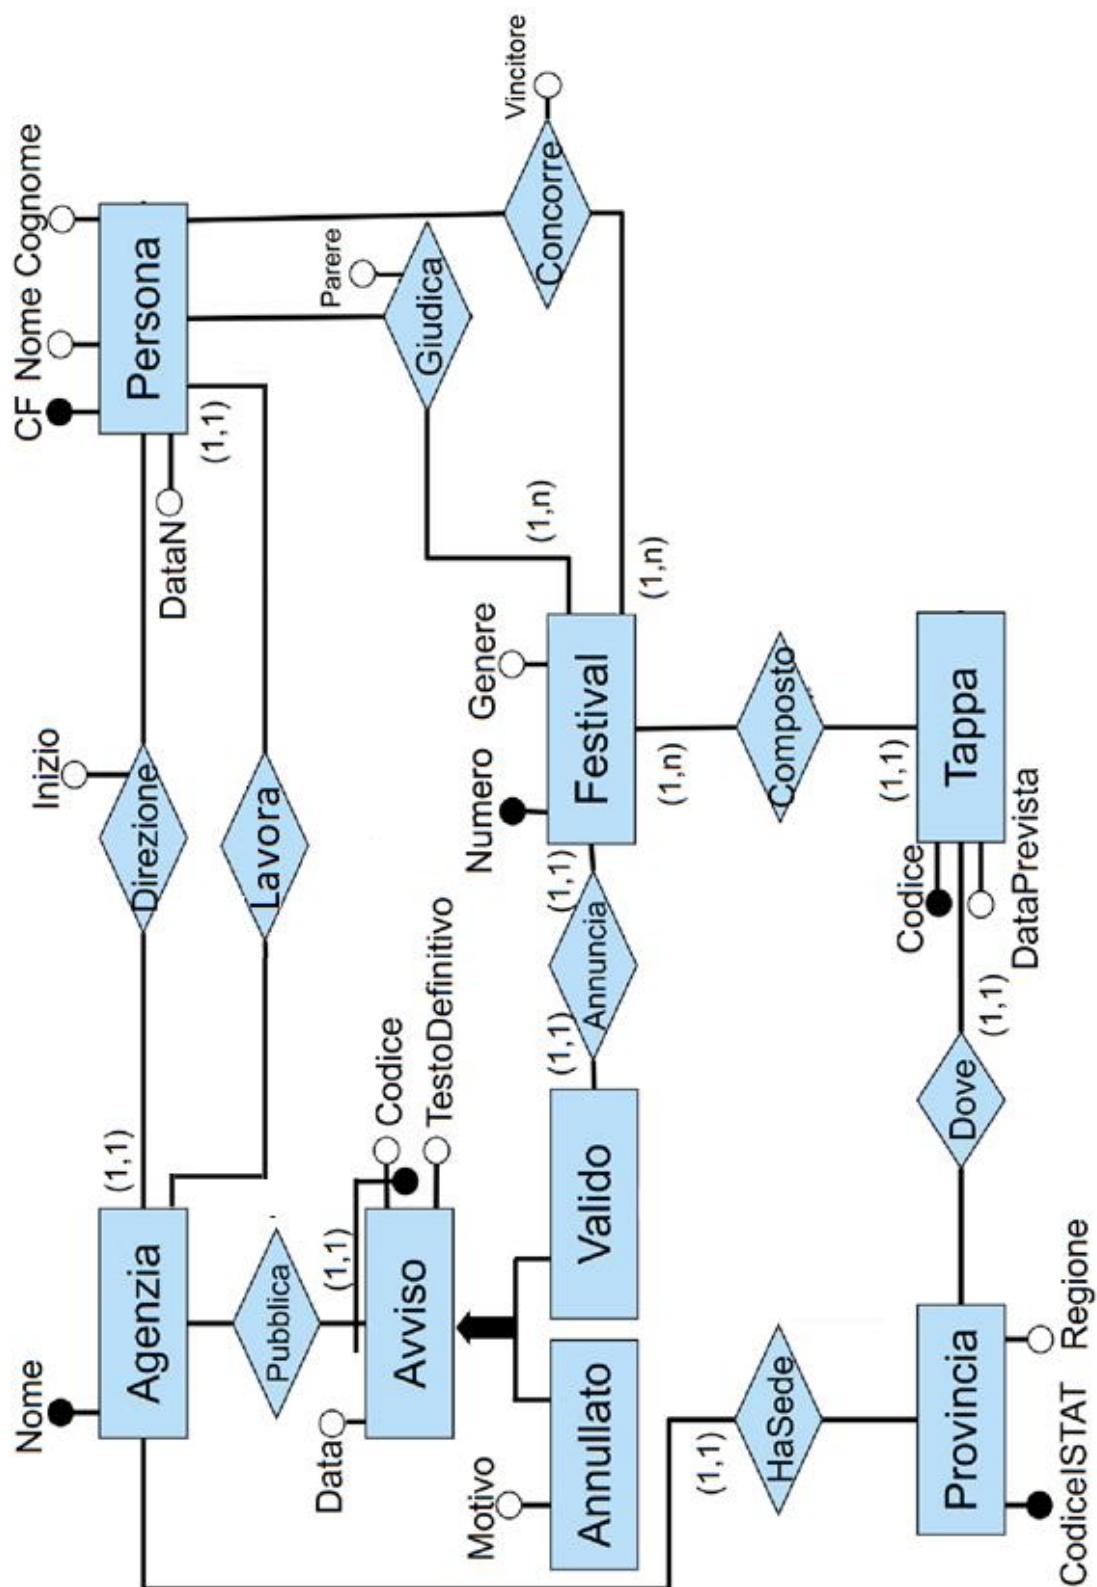 Nome
Inizio
CF Nome Cognome
(1,1)
Agenzia
Direzione
Persona
DataN
(1,1)
Lavora
Pubblica
Data
(1,1)
Parere
Codice
Avviso
Giudica
TestoDefinitivo
Motivo
Numero Genere
Vincitore
(1,n)
Concorre
(1,1)
(1,1)
Annullato
Valido
Annuncia
Festival
(1,n)
(1,n)
(1,1)
HaSede
Composto
(1,1)
Codice
Provincia
Dove
Tappa
(1,1)
DataPrevista
CodiceISTAT Regione